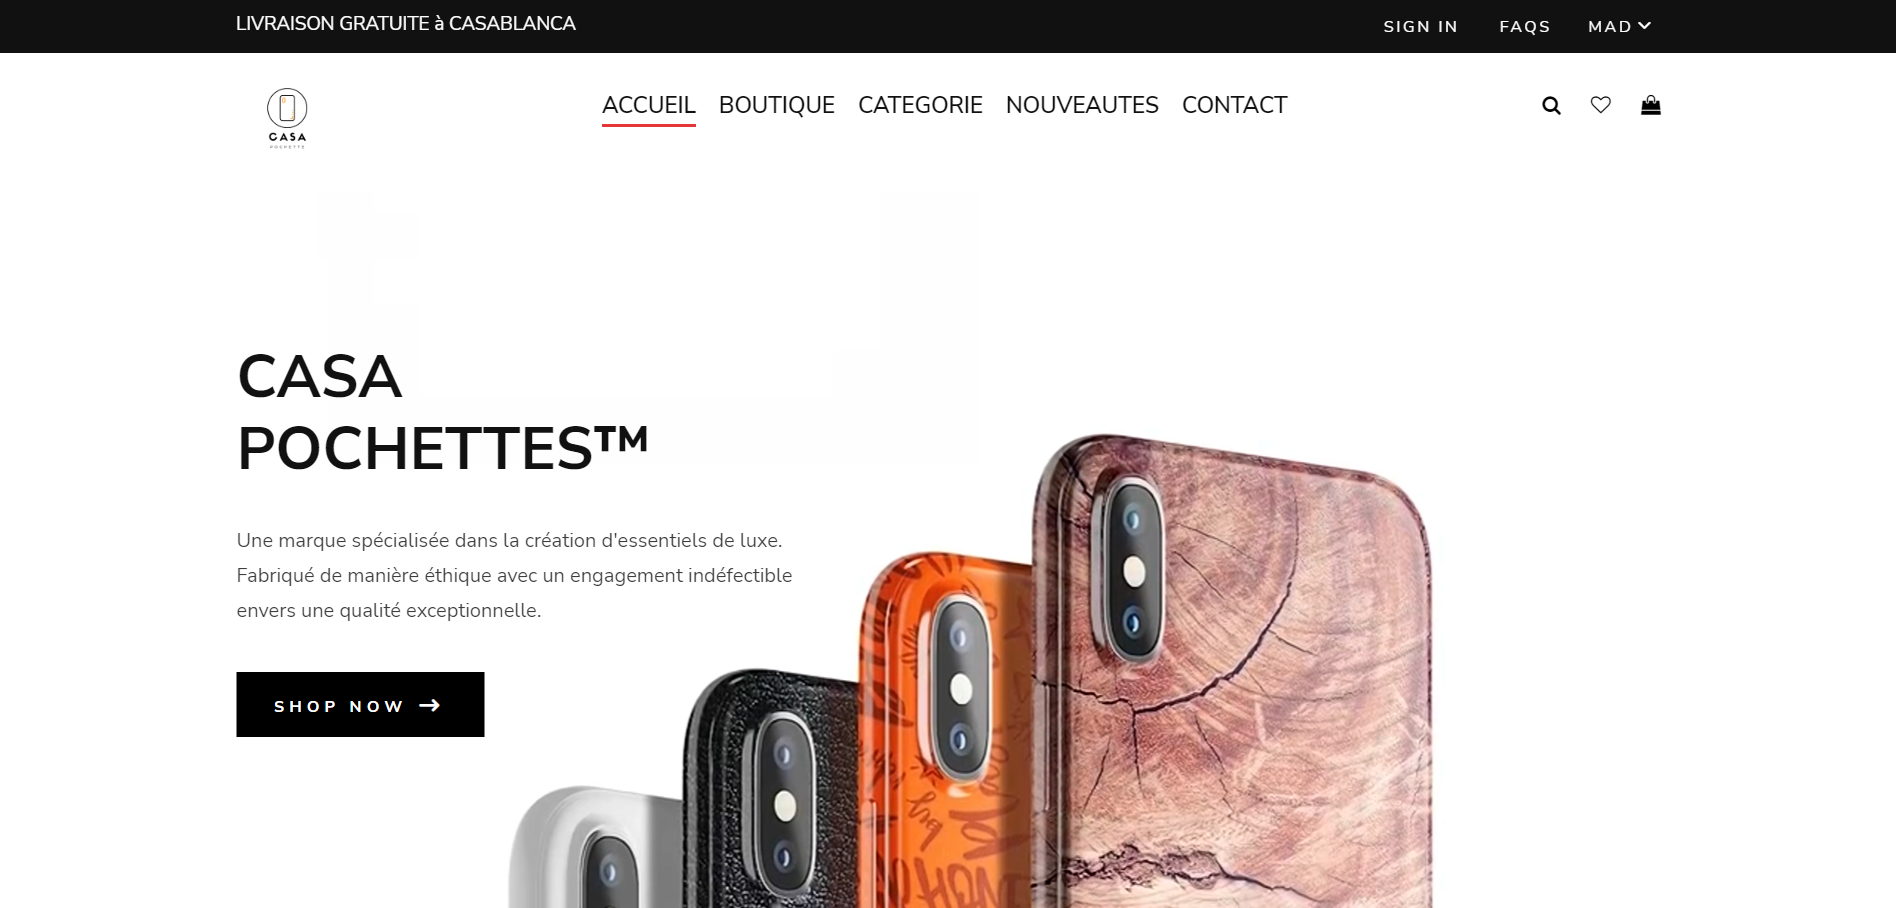 LIVRAISON GRATUITE à CASABLANCA
SIGN IN FAQS MAD
CASA
POCHETTE
ACCUEIL BOUTIQUE CATEGORIE NOUVEAUTES CONTACT
CASA
POCHETTES™
Une marque spécialisée dans la création d'essentiels de luxe.
Fabriqué de manière éthique avec un engagement indéfectible
envers une qualité exceptionnelle.
SHOP NOW